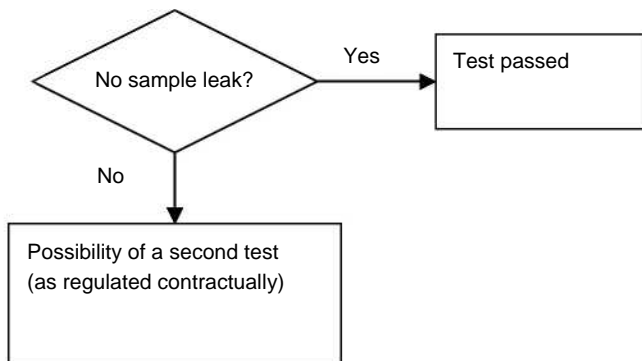 No sample leak?
Yes
Test passed
No
Possibility of a second test
(as regulated contractually)